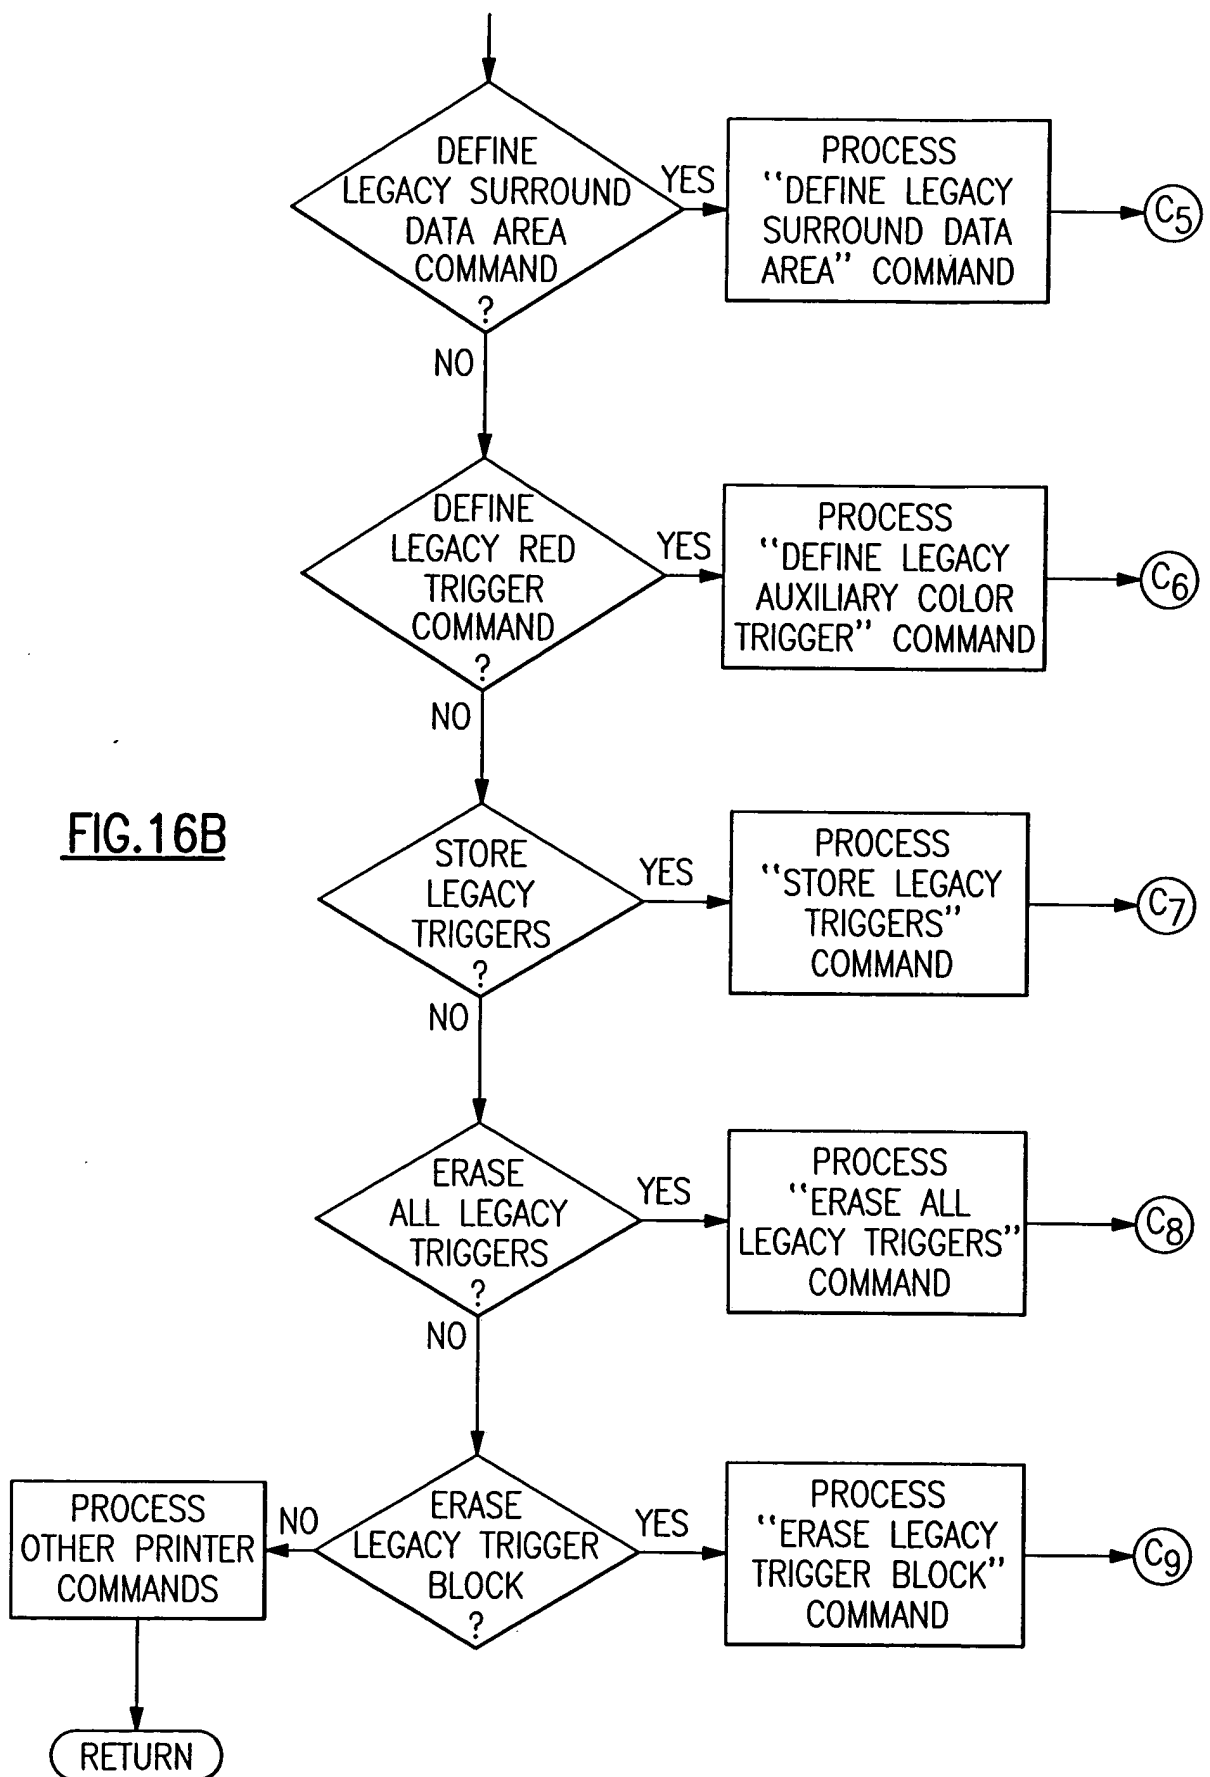 DEFINE
LEGACY SURROUND
DATA AREA
COMMAND
?
YES
PROCESS
“DEFINE LEGACY
SURROUND DATA
AREA” COMMAND
C5
NO
DEFINE
LEGACY RED
TRIGGER
COMMAND
?
YES
PROCESS
“DEFINE LEGACY
AUXILIARY COLOR
TRIGGER” COMMAND
C6
NO
FIG.16B
STORE
LEGACY
TRIGGERS
?
YES
PROCESS
“STORE LEGACY
TRIGGERS”
COMMAND
C7
NO
ERASE
ALL LEGACY
TRIGGERS
?
YES
PROCESS
“ERASE ALL
LEGACY TRIGGERS”
COMMAND
C8
NO
ERASE
LEGACY TRIGGER
BLOCK
?
YES
PROCESS
“ERASE LEGACY
TRIGGER BLOCK”
COMMAND
C9
NO
PROCESS
OTHER PRINTER
COMMANDS
RETURN